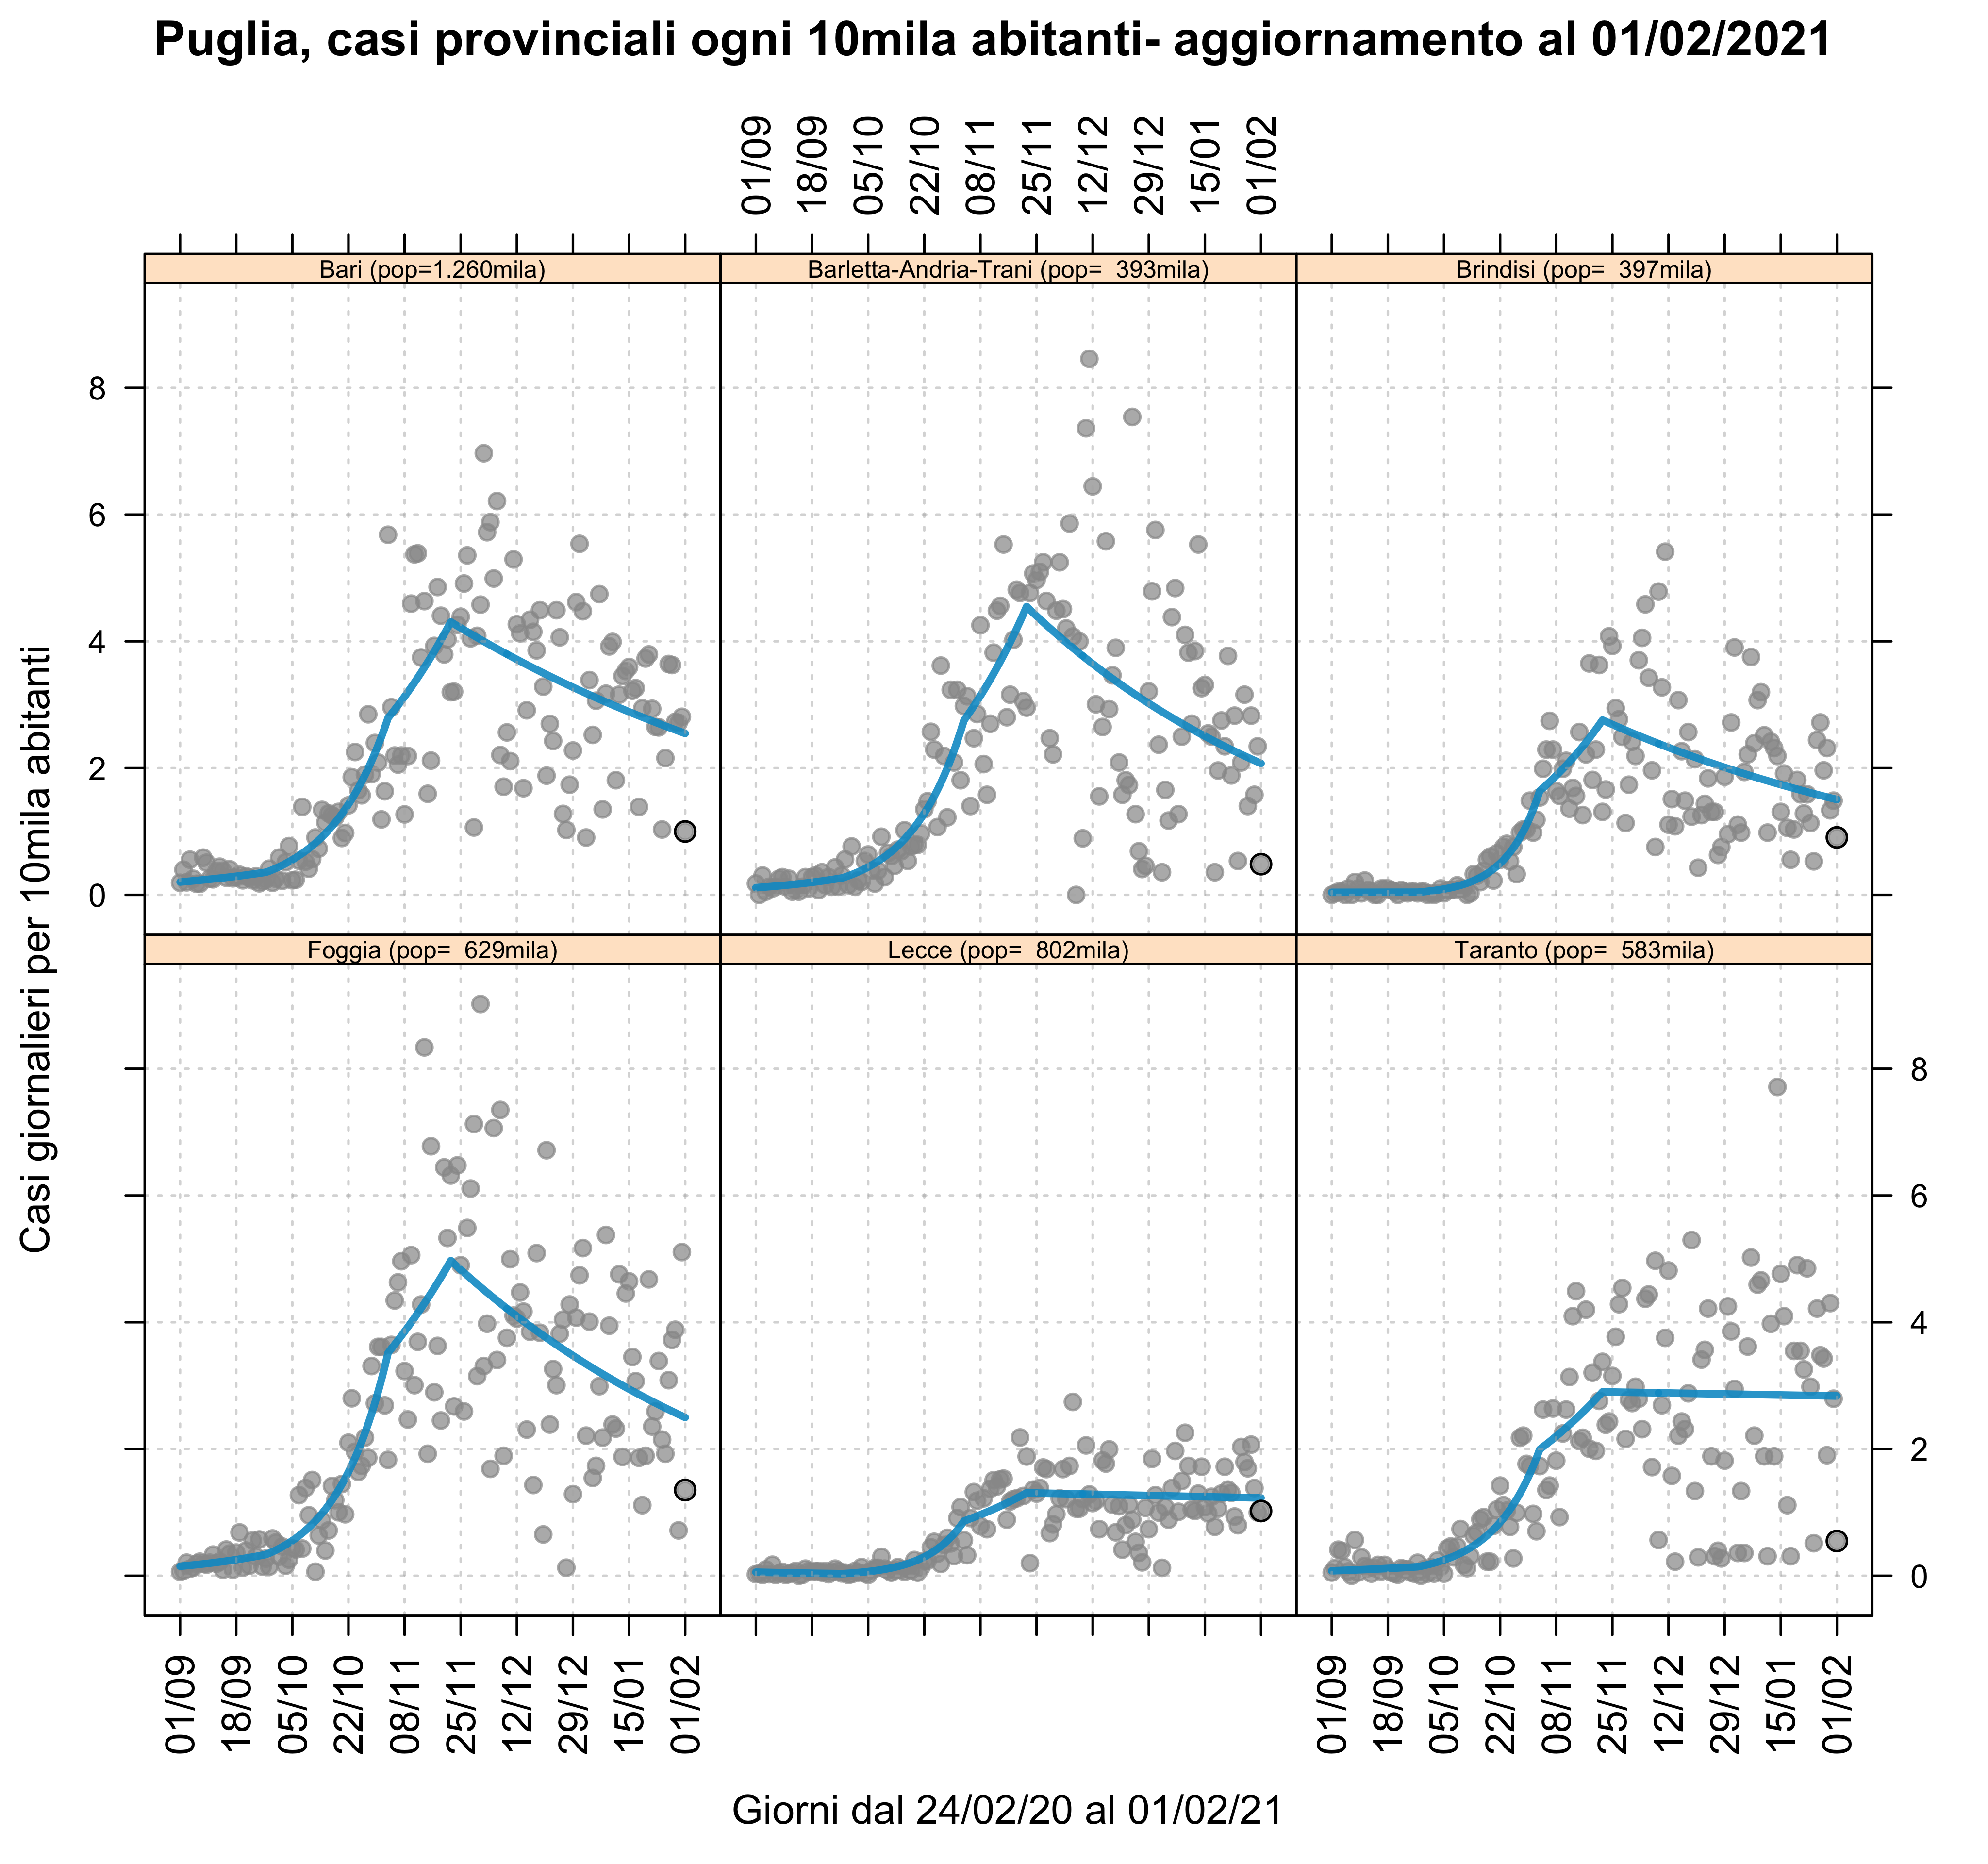 Puglia, casi provinciali ogni 10mila abitanti- aggiornamento al 01/02/2021
01/09 18/09 05/10 22/10 08/11 25/11 12/12 29/12 15/01 01/02
Bari (pop=1.260mila)
Barletta-Andria-Trani (pop= 393mila)
Brindisi (pop= 397mila)
8
6
4
2
0
Casi giornalieri per 10mila abitanti
Foggia (pop= 629mila)
Lecce (pop= 802mila)
Taranto (pop= 583mila)
8
6
4
2
0
01/09 18/09 05/10 22/10 08/11 25/11 12/12 29/12 15/01 01/02
01/09 18/09 05/10 22/10 08/11 25/11 12/12 29/12 15/01 01/02
Giorni dal 24/02/20 al 01/02/21